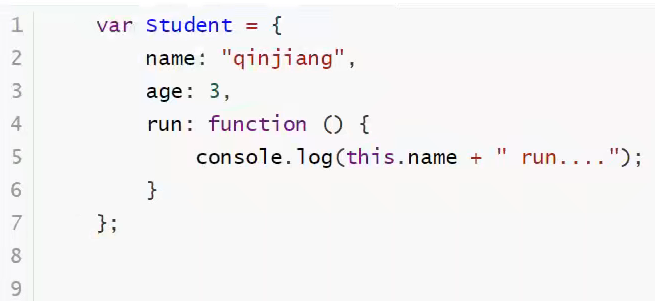 1 var Student = {
2 name: "qinjiang",
3 age: 3,
4 run: function () {
5 console.log(this.name + " run....");
6 }
7 };
8
9